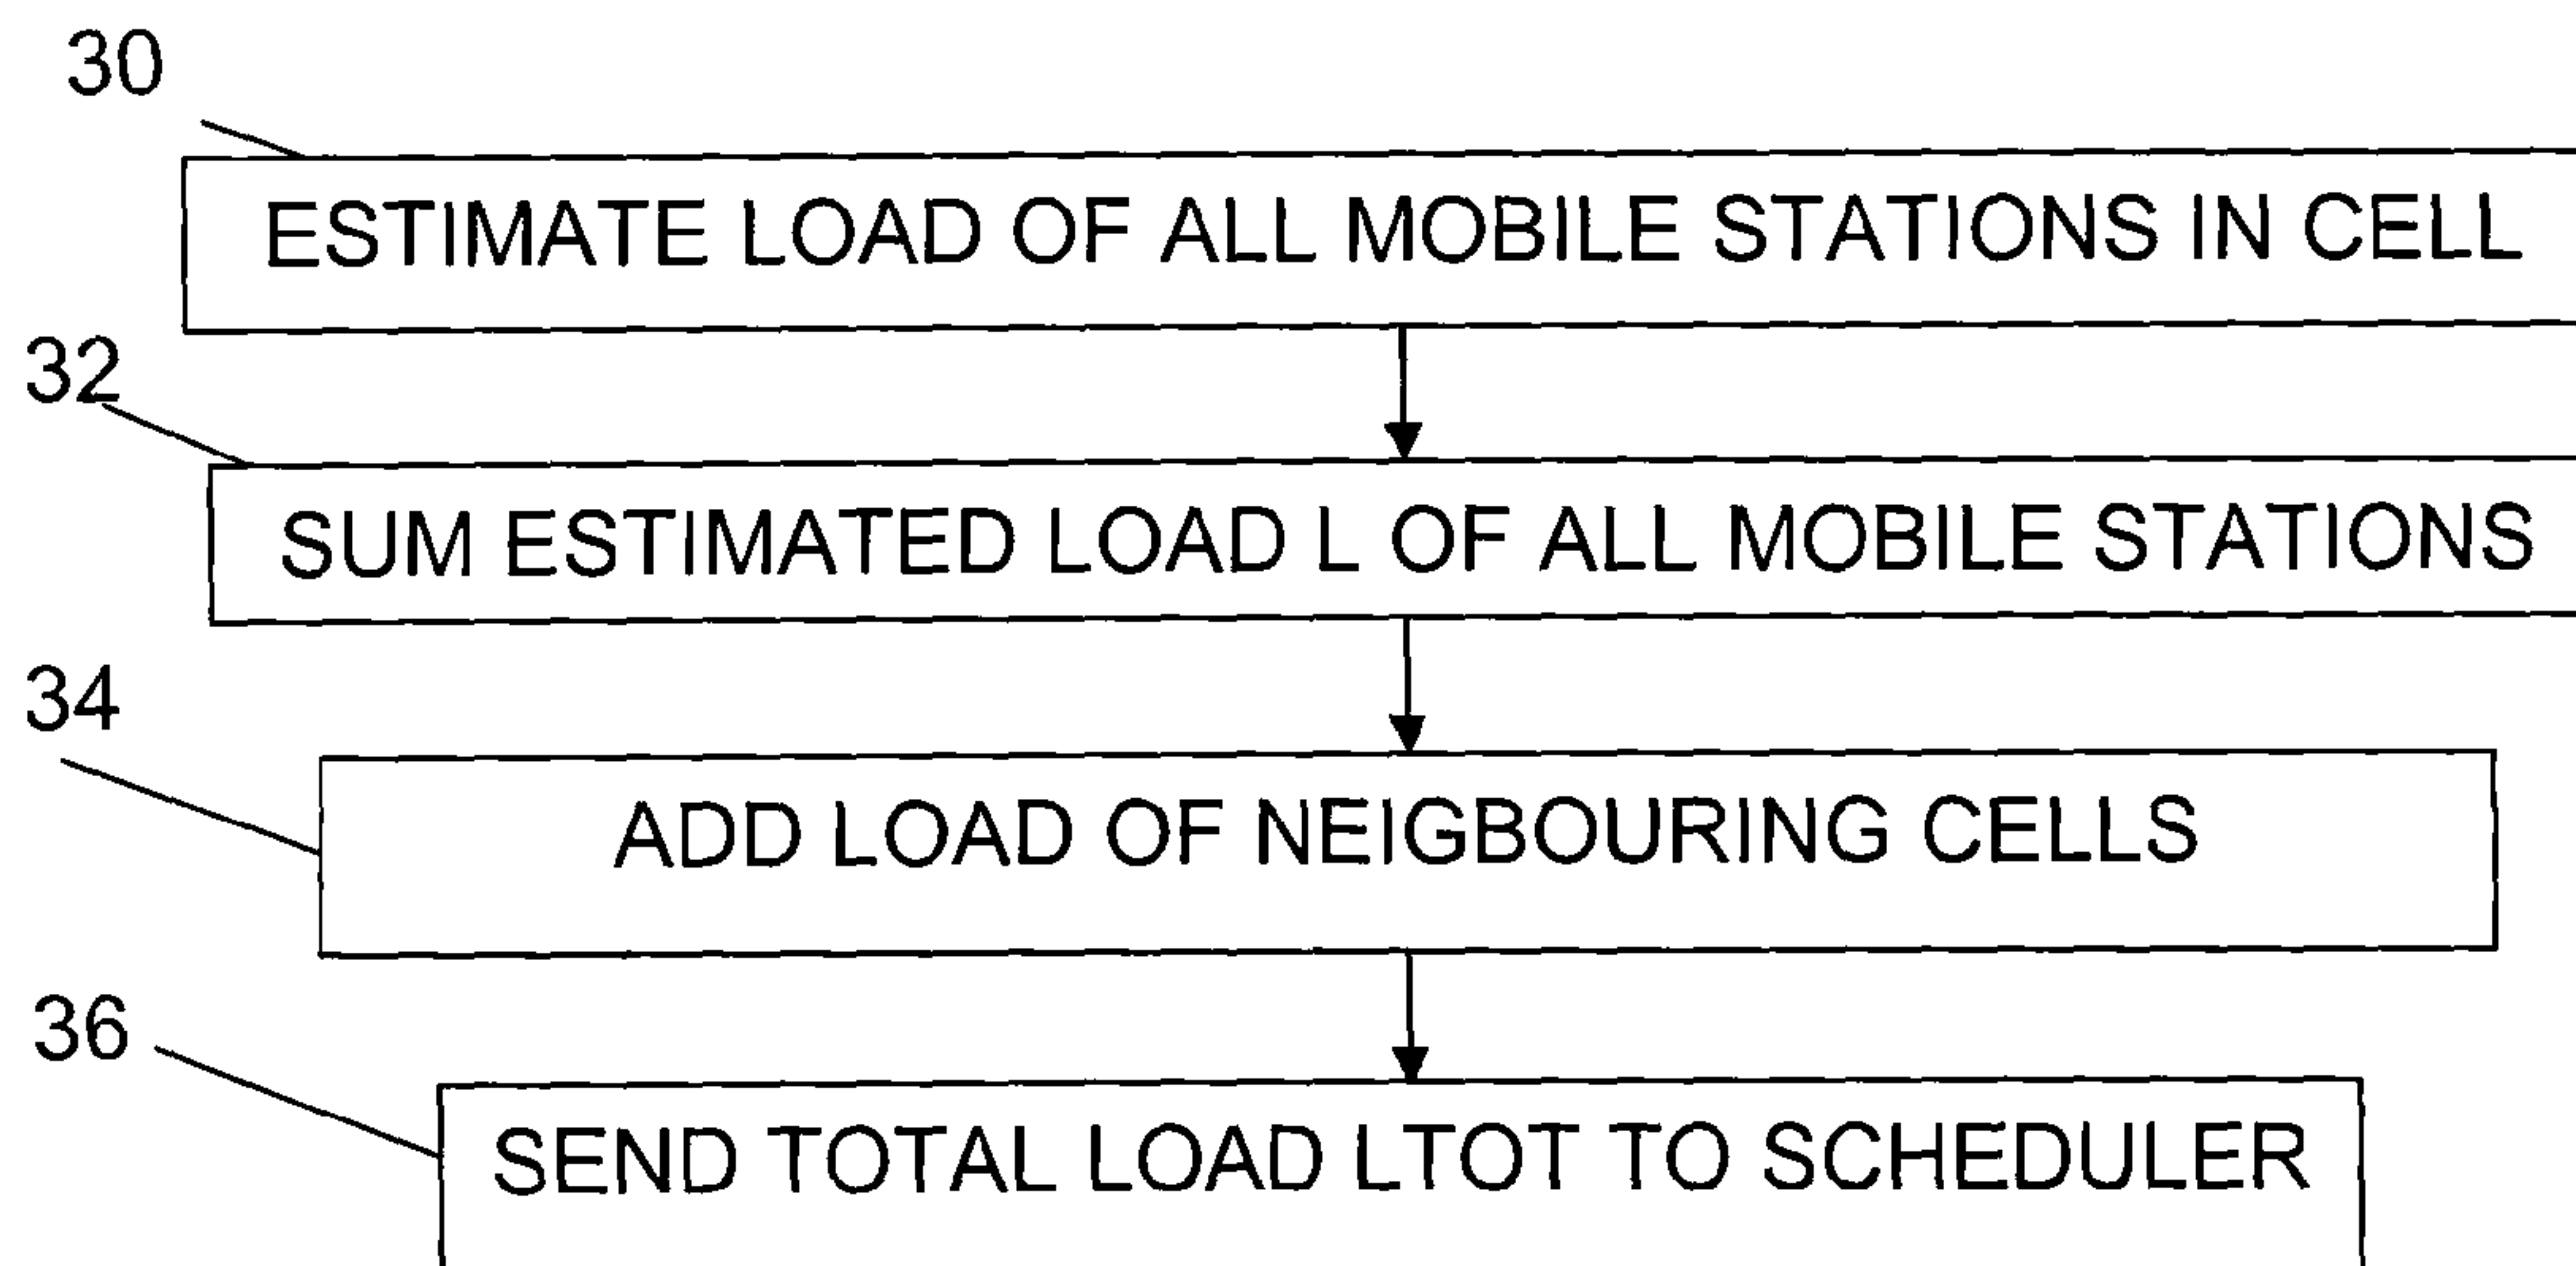 30
ESTIMATE LOAD OF ALL MOBILE STATIONS IN CELL
32
SUM ESTIMATED LOAD L OF ALL MOBILE STATIONS
34
ADD LOAD OF NEIGBOURING CELLS
36
SEND TOTAL LOAD LTOT TO SCHEDULER